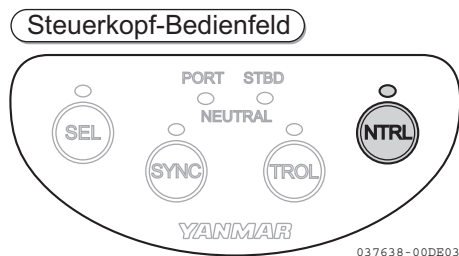 Steuerkopf-Bedienfeld
PORT STBD
NEUTRAL
SEL
NTRL
SYNC
TROL
YANMAR
037638-00DE03